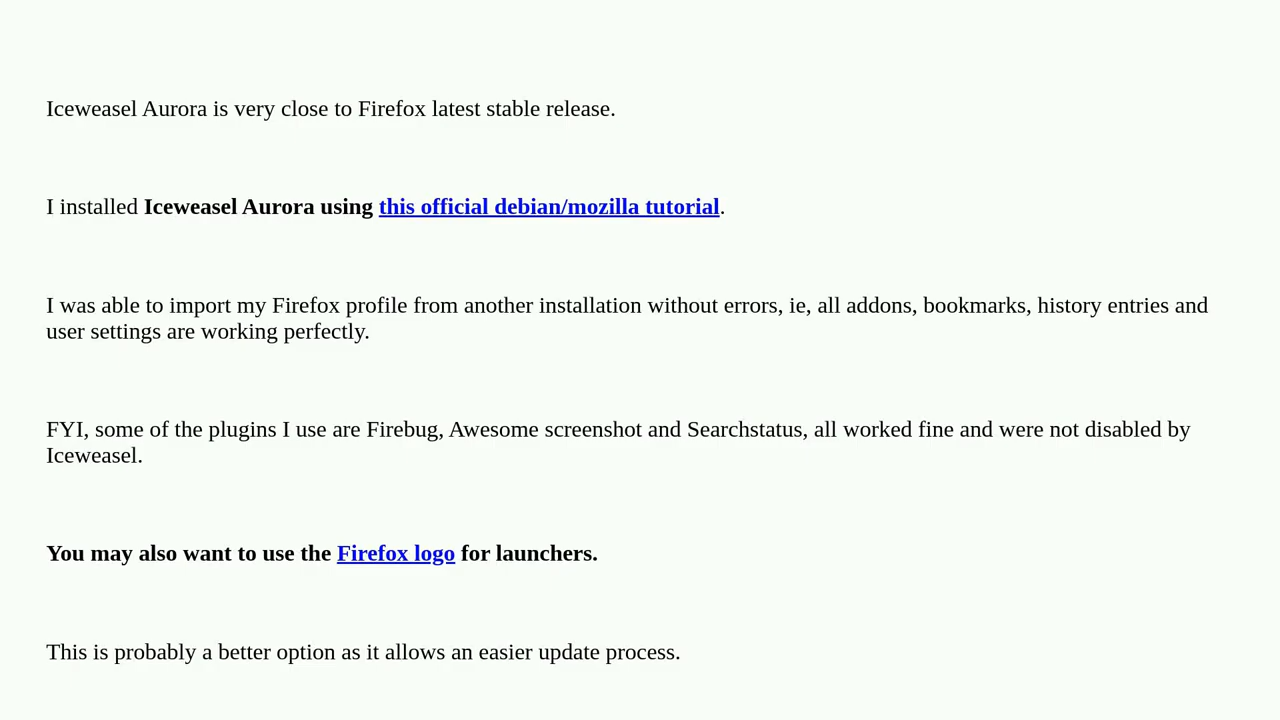 Iceweasel Aurora is very close to Firefox latest stable release.
I installed Iceweasel Aurora using this official debian/mozilla tutorial.
I was able to import my Firefox profile from another installation without errors, ie, all addons, bookmarks, history entries and
user settings are working perfectly.
FYI, some of the plugins I use are Firebug, Awesome screenshot and Searchstatus, all worked fine and were not disabled by
Iceweasel.
You may also want to use the Firefox logo for launchers.
This is probably a better option as it allows an easier update process.